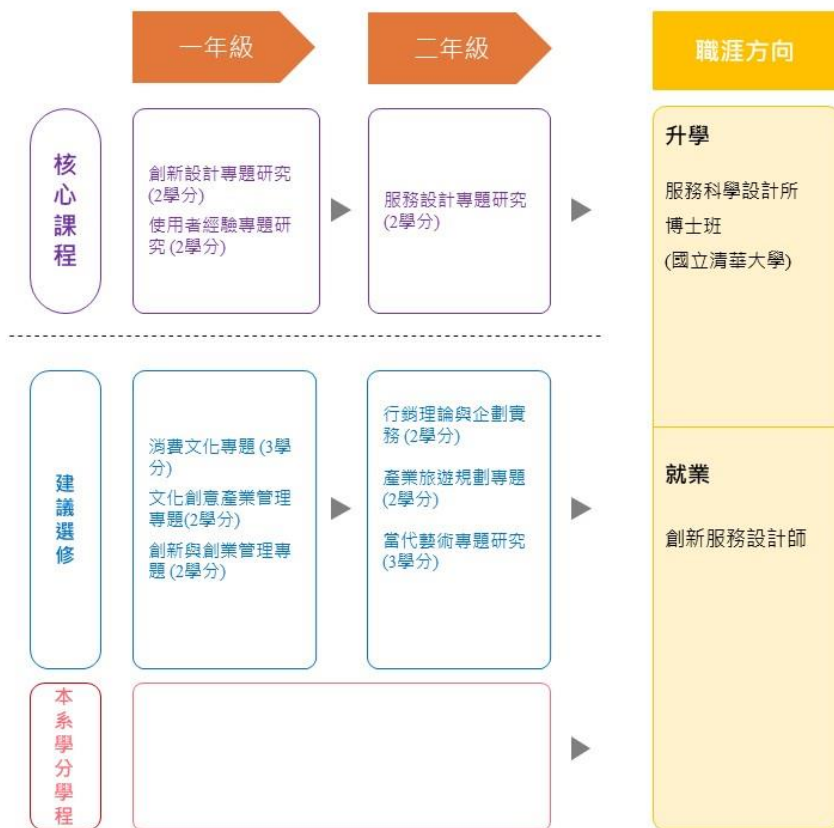 一年級
二年級
職涯方向
核心課程
創新設計專題研究
(2學分)
使用者經驗專題研
究 (2學分)
服務設計專題研究
(2學分)
升學
服務科學設計所
博士班
(國立清華大學)
建議選修
消費文化專題 (3學
分)
文化創意產業管理
專題(2學分)
創新與創業管理專
題 (2學分)
行銷理論與企劃實
務 (2學分)
產業旅遊規劃專題
(2學分)
當代藝術專題研究
(3學分)
就業
創新服務設計師
本系學分學程